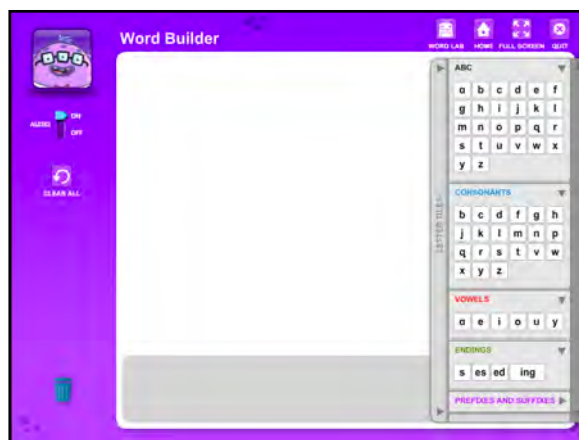 Word Builder
WORD LAB HOME FULL SCREEN QUIT
AUDIO ON
OFF
CLEAR ALL
LETTER TILES
ABC
a b c d e f
g h i j k l
m n o p q r
s t u v w x
y z
CONSONANTS
b c d f g h
j k l m n p
q r s t v w
x y z
VOWELS
a e i o u y
ENDINGS
s es ed ing
PREFIXES AND SUFFIXES